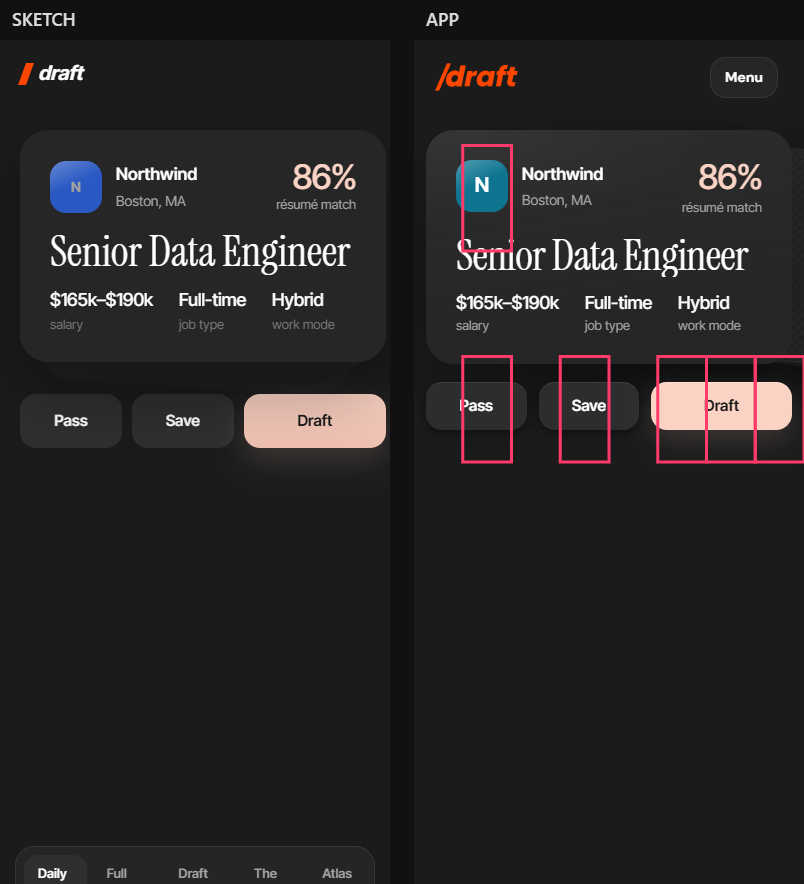 SKETCH
draft
N
Northwind
Boston, MA
86%
résumé match
Senior Data Engineer
$165k–$190k
Full-time
Hybrid
salary
job type
work mode
Pass
Save
Draft
Daily
Full
Draft
The
Atlas
APP
/draft
Menu
N
Northwind
Boston, MA
86%
résumé match
Senior Data Engineer
$165k–$190k
Full-time
Hybrid
salary
job type
work mode
Pass
Save
Draft